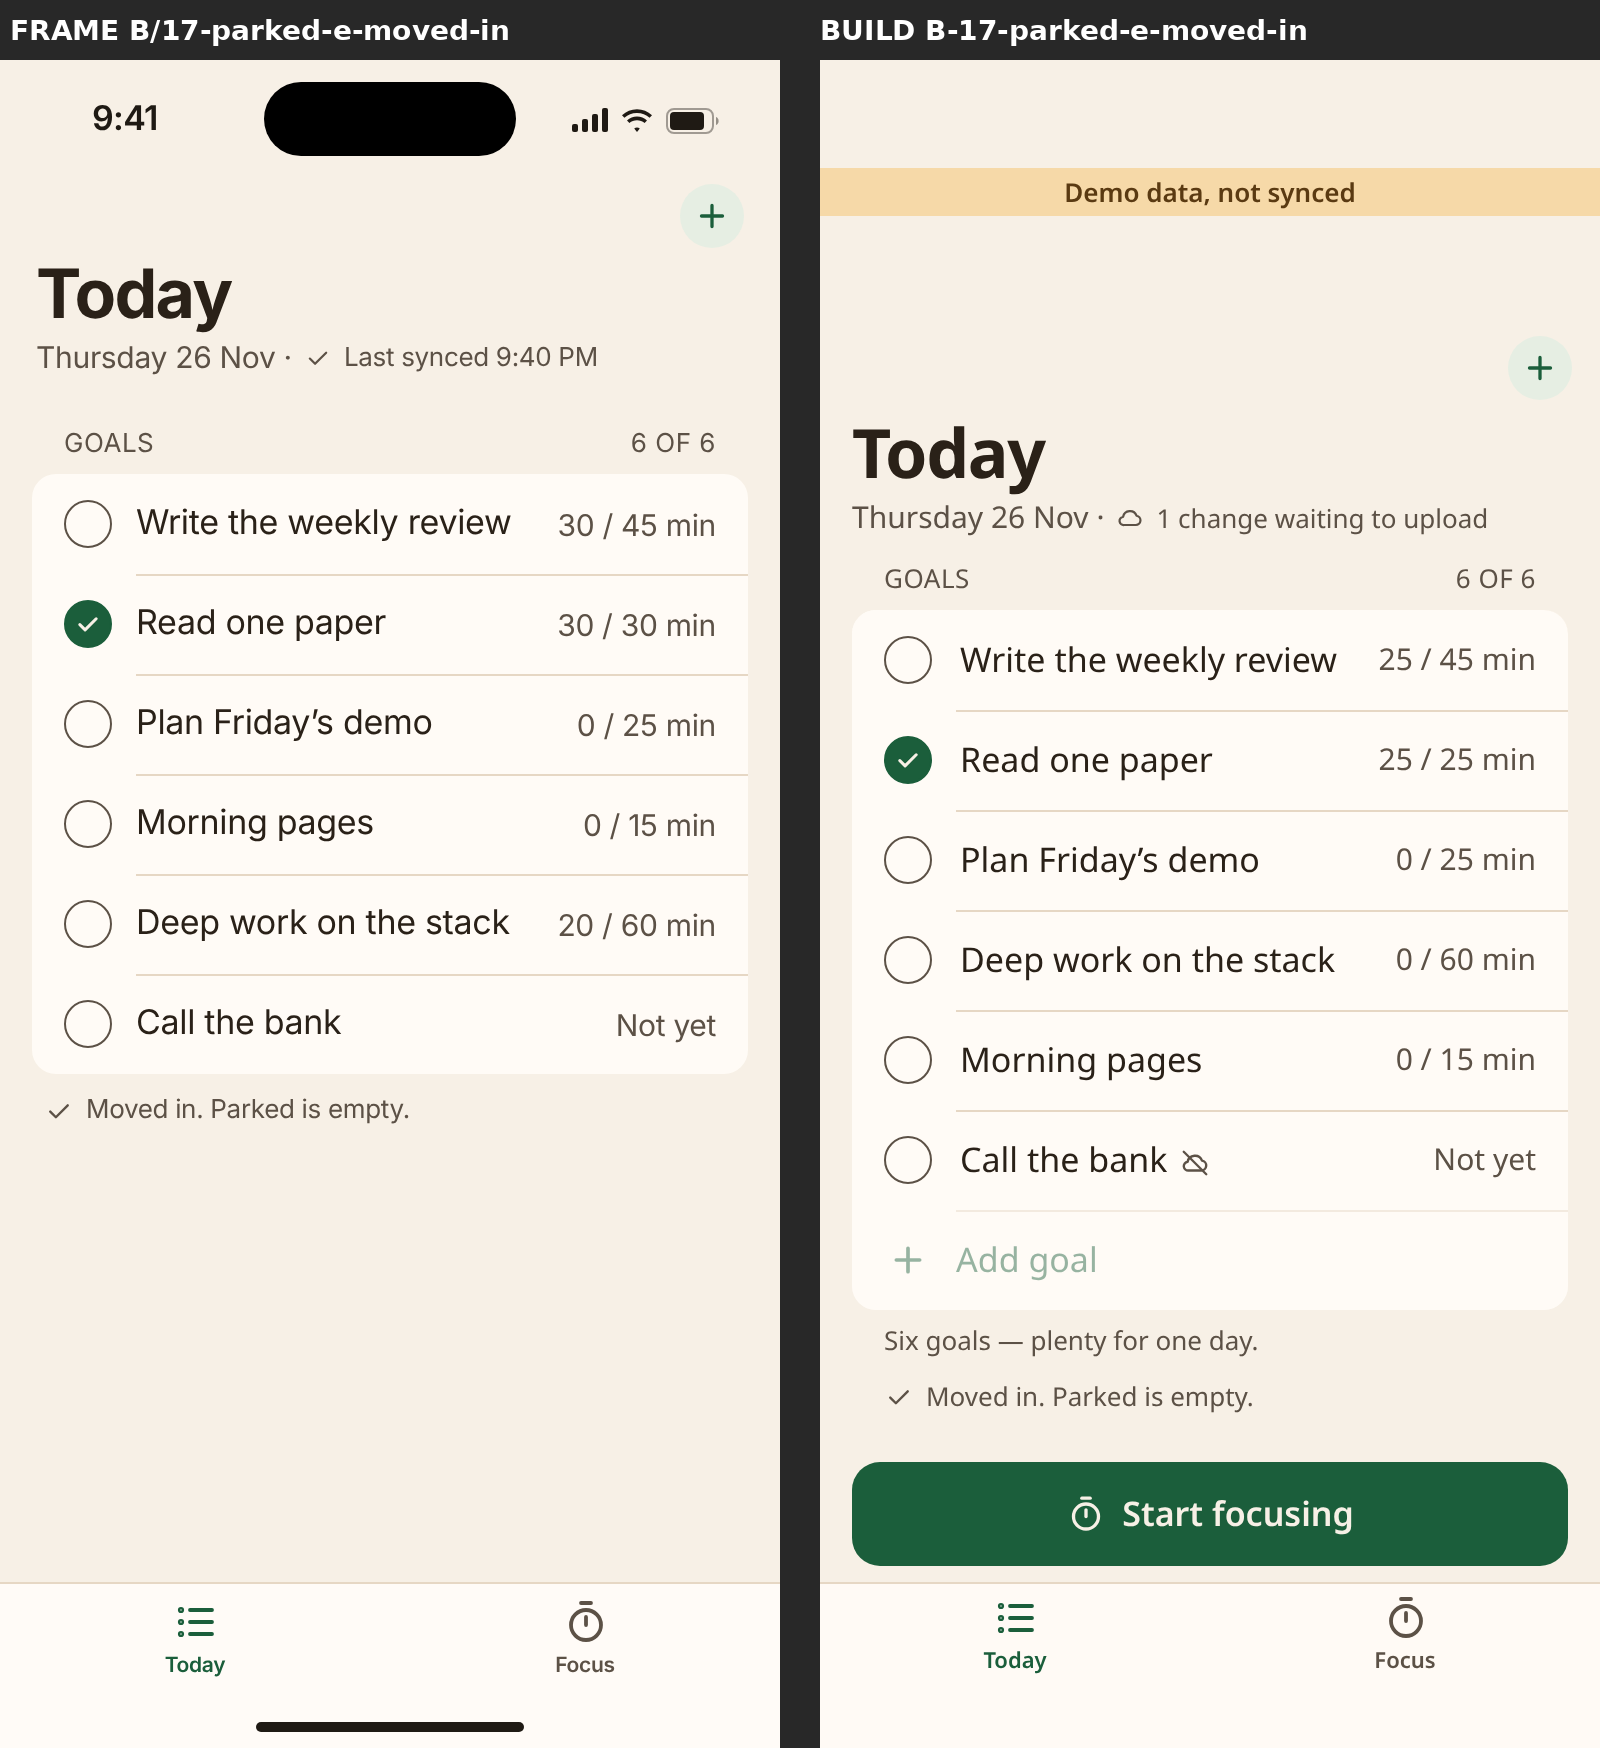 FRAME B/17-parked-e-moved-in
9:41
Today
Thursday 26 Nov · Last synced 9:40 PM
GOALS 6 OF 6
Write the weekly review 30 / 45 min
Read one paper 30 / 30 min
Plan Friday’s demo 0 / 25 min
Morning pages 0 / 15 min
Deep work on the stack 20 / 60 min
Call the bank Not yet
Moved in. Parked is empty.
Today Focus
BUILD B-17-parked-e-moved-in
Demo data, not synced
Today
Thursday 26 Nov · 1 change waiting to upload
GOALS 6 OF 6
Write the weekly review 25 / 45 min
Read one paper 25 / 25 min
Plan Friday’s demo 0 / 25 min
Deep work on the stack 0 / 60 min
Morning pages 0 / 15 min
Call the bank Not yet
Add goal
Six goals — plenty for one day.
Moved in. Parked is empty.
Start focusing
Today Focus